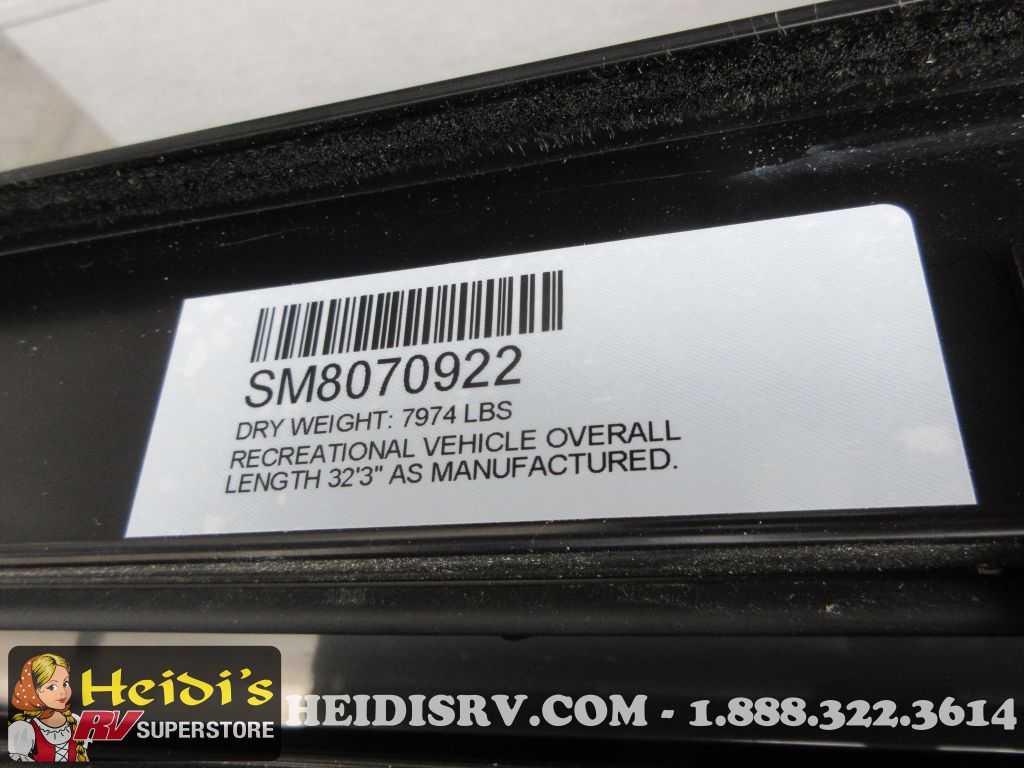 SM8070922
DRY WEIGHT: 7974 LBS
RECREATIONAL VEHICLE OVERALL
LENGTH 32'3" AS MANUFACTURED.
Heidi's
RV SUPERSTORE
HEIDISRV.COM - 1.888.322.3614